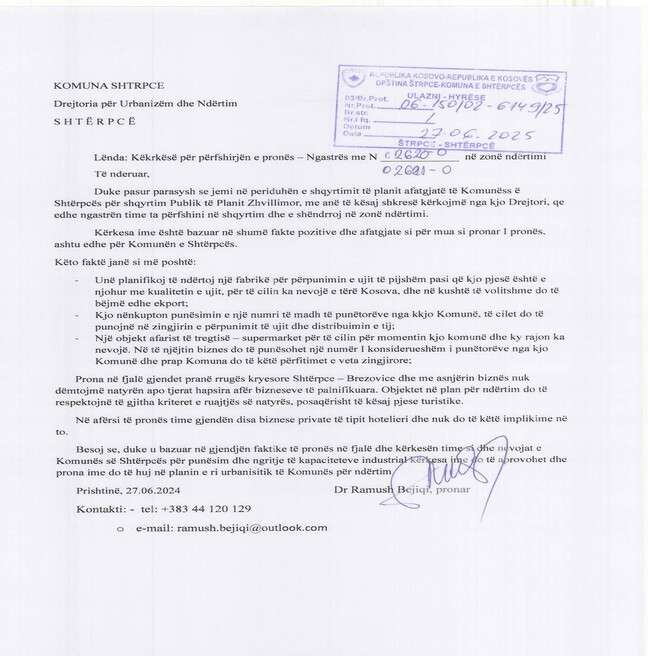 REPUBLIKA KOSOVO-REPUBLIKA E KOSOVËS
OPŠTINA ŠTRPCE-KOMUNA E SHTERPCËS
ULAZNI - HYRËSE
03/Br.Prot.
Nr.Prot. 06-150/02-6149/25
Br.str.
Nr.i fq. 1
Datum
Data 27.06.2025
ŠTRPCE - SHTËRPCË
KOMUNA SHTRPCE
Drejtoria për Urbanizëm dhe Ndërtim
S H T Ë R P C Ë
Lënda: Këkrkësë për përfshirjën e pronës – Ngastrës me N 02620-0 në zonë ndërtimi
02621-0
Të nderuar,
Duke pasur parasysh se jemi në periduhën e shqyrtimit të planit afatgjatë të Komunëss ë
Shtërpcës për shqyrtim Publik të Planit Zhvillimor, me anë të kësaj shkresë kërkojmë nga kjo Drejtori, qe
edhe ngastrën time ta përfshini në shqyrtim dhe e shëndrroj në zonë ndërtimi.
Kërkesa ime është bazuar në shumë fakte pozitive dhe afatgjate si për mua si pronar I pronës,
ashtu edhe për Komunën e Shtërpcës.
Këto faktë janë si më poshtë:
- Unë planifikoj të ndërtoj një fabrikë për përpunimin e ujit të pijshëm pasi që kjo pjesë është e
njohur me kualitetin e ujit, për të cilin ka nevojë e tërë Kosova, dhe në kushtë të volitshme do të
bëjmë edhe eksport;
- Kjo nënkupton punësimin e një numri të madh të punëtorëve nga kkjo Komunë, të cilet do të
punojnë në zingjirin e përpunimit të ujit dhe distribuimin e tij;
- Një objekt afarist të tregtisë – supermarket për të cilin për momentin kjo komunë dhe ky rajon ka
nevojë. Në të njëjtin biznes do të punësohej një numër I konsiderueshëm i punëtorëve nga kjo
Komunë dhe prap Komuna do të këtë përfitimet e veta zingjirore;
Prona në fjalë gjendet pranë rrugës kryesore Shtërpce – Brezovice dhe me asnjërin biznës nuk
dëmtojmë natyrën apo tjerat hapsira afër bizneseve të painifikuara. Objektet në plan për ndërtim do të
respektojnë të gjitha kriteret e ruajtjës së natyrës, posaqërisht të kësaj pjese turistike.
Në afërsi të pronës time gjendën disa biznese private të tipit hotelieri dhe nuk do të këtë implikime në
to.
Besoj se, duke u bazuar në gjendjën faktike të pronës në fjalë dhe kërkesën time si dhe nevojat e
Komunës së Shtërpcës për punësim dhe ngritje të kapaciteteve industrial kërkesa ime do të aprovohet dhe
prona ime do të huj në planin e ri urbanisitik të Komunës për ndërtim
Prishtinë, 27.06.2024 Dr Ramush Bejiqi, pronar
Kontakti: - tel: +383 44 120 129
o e-mail: ramush.bejiqi@outlook.com